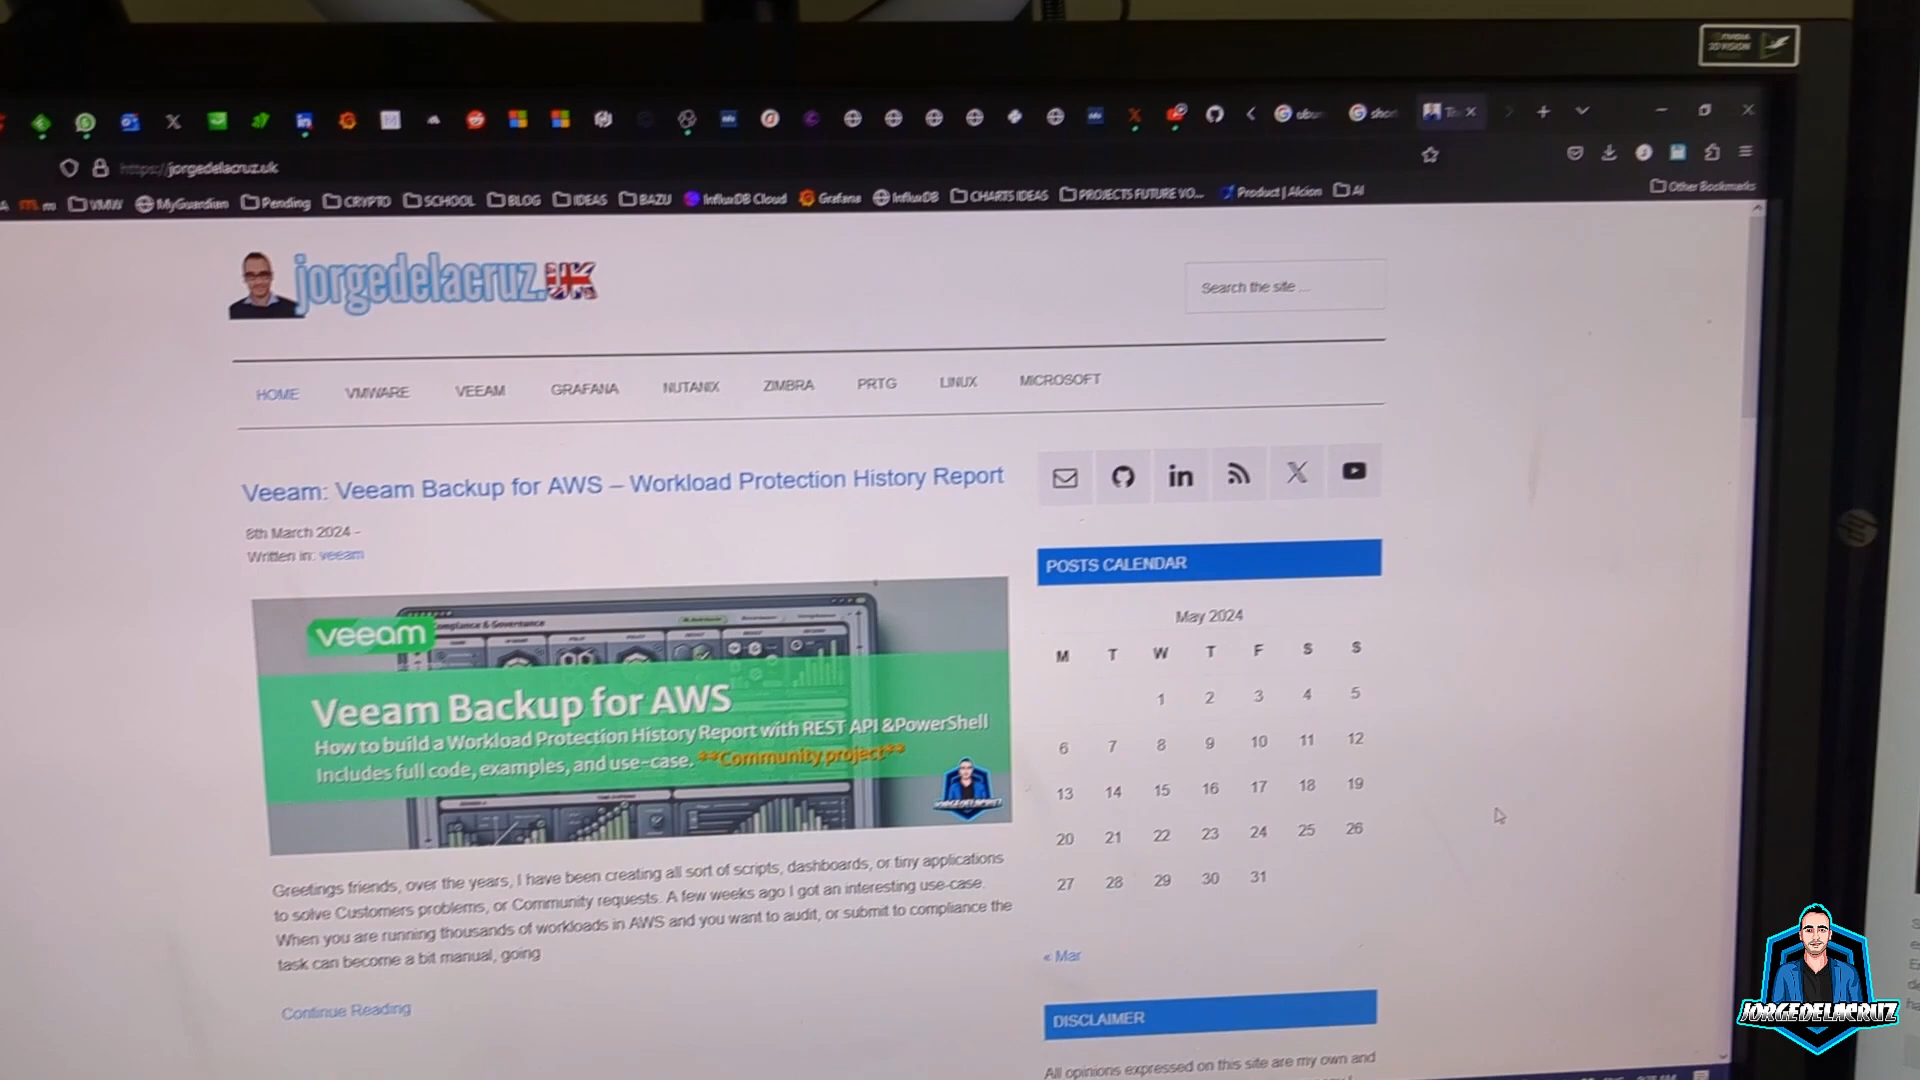 NVIDIA
3D VISION
https://jorgedelacruz.uk
VMW
MyGuardian
Pending
CRYPTO
SCHOOL
BLOG
IDEAS
BAZU
InfluxDB Cloud
Grafana
InfluxDB
CHARTS IDEAS
PROJECTS FUTURE VO...
Product | Alcion
AI
Other Bookmarks
jorgedelacruz.UK
Search the site ...
HOME VMWARE VEEAM GRAFANA NUTANIX ZIMBRA PRTG LINUX MICROSOFT
Veeam: Veeam Backup for AWS – Workload Protection History Report
8th March 2024 -
Written in: veeam
veeam
Compliance & Governance
Veeam Backup for AWS
How to build a Workload Protection History Report with REST API &PowerShell
Includes full code, examples, and use-case. **Community project**
JORGEDELACRUZ
Greetings friends, over the years, I have been creating all sort of scripts, dashboards, or tiny applications
to solve Customers problems, or Community requests. A few weeks ago I got an interesting use-case.
When you are running thousands of workloads in AWS and you want to audit, or submit to compliance the
task can become a bit manual, going
Continue Reading
in
X
POSTS CALENDAR
May 2024
M T W T F S S
1 2 3 4 5
6 7 8 9 10 11 12
13 14 15 16 17 18 19
20 21 22 23 24 25 26
27 28 29 30 31
« Mar
DISCLAIMER
All opinions expressed on this site are my own and
JORGEDELACRUZ